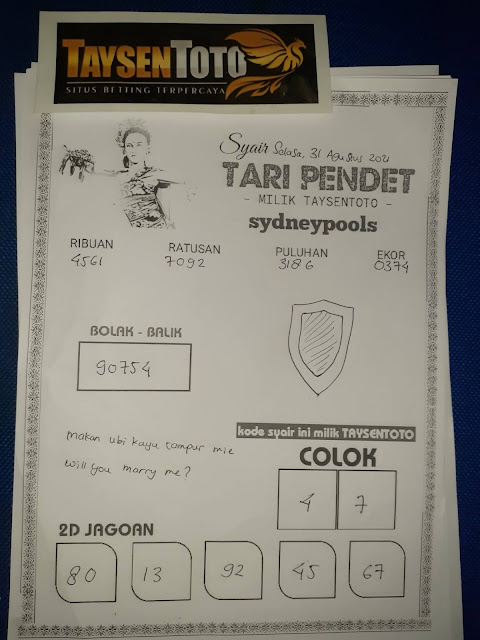 TAYSENTOTO
SITUS BETTING TERPERCAYA
Syair Selasa, 31 Agustus 2021
TARI PENDET
- MILIK TAYSENTOTO -
sydneypools
RIBUAN RATUSAN PULUHAN EKOR
4561 7092 3186 0374
BOLAK - BALIK
90754
makan ubi kayu campur mie
will you marry me?
kode syair ini milik TAYSENTOTO
COLOK
4 7
2D JAGOAN
80 13 92 45 67